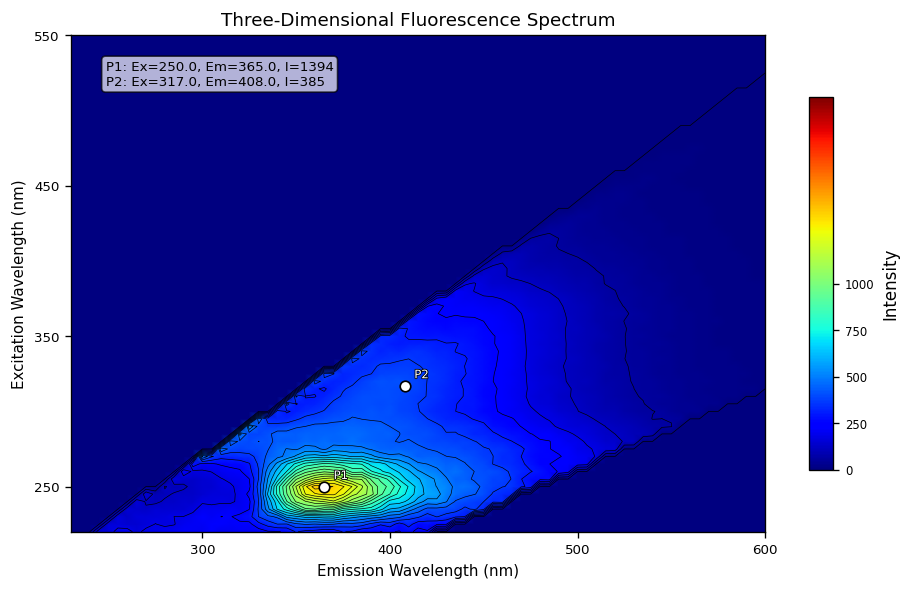 Three-Dimensional Fluorescence Spectrum
P1: Ex=250.0, Em=365.0, I=1394
P2: Ex=317.0, Em=408.0, I=385
550
450
350
250
Excitation Wavelength (nm)
P2
P1
300
400
500
600
Emission Wavelength (nm)
1000
750
500
250
0
Intensity